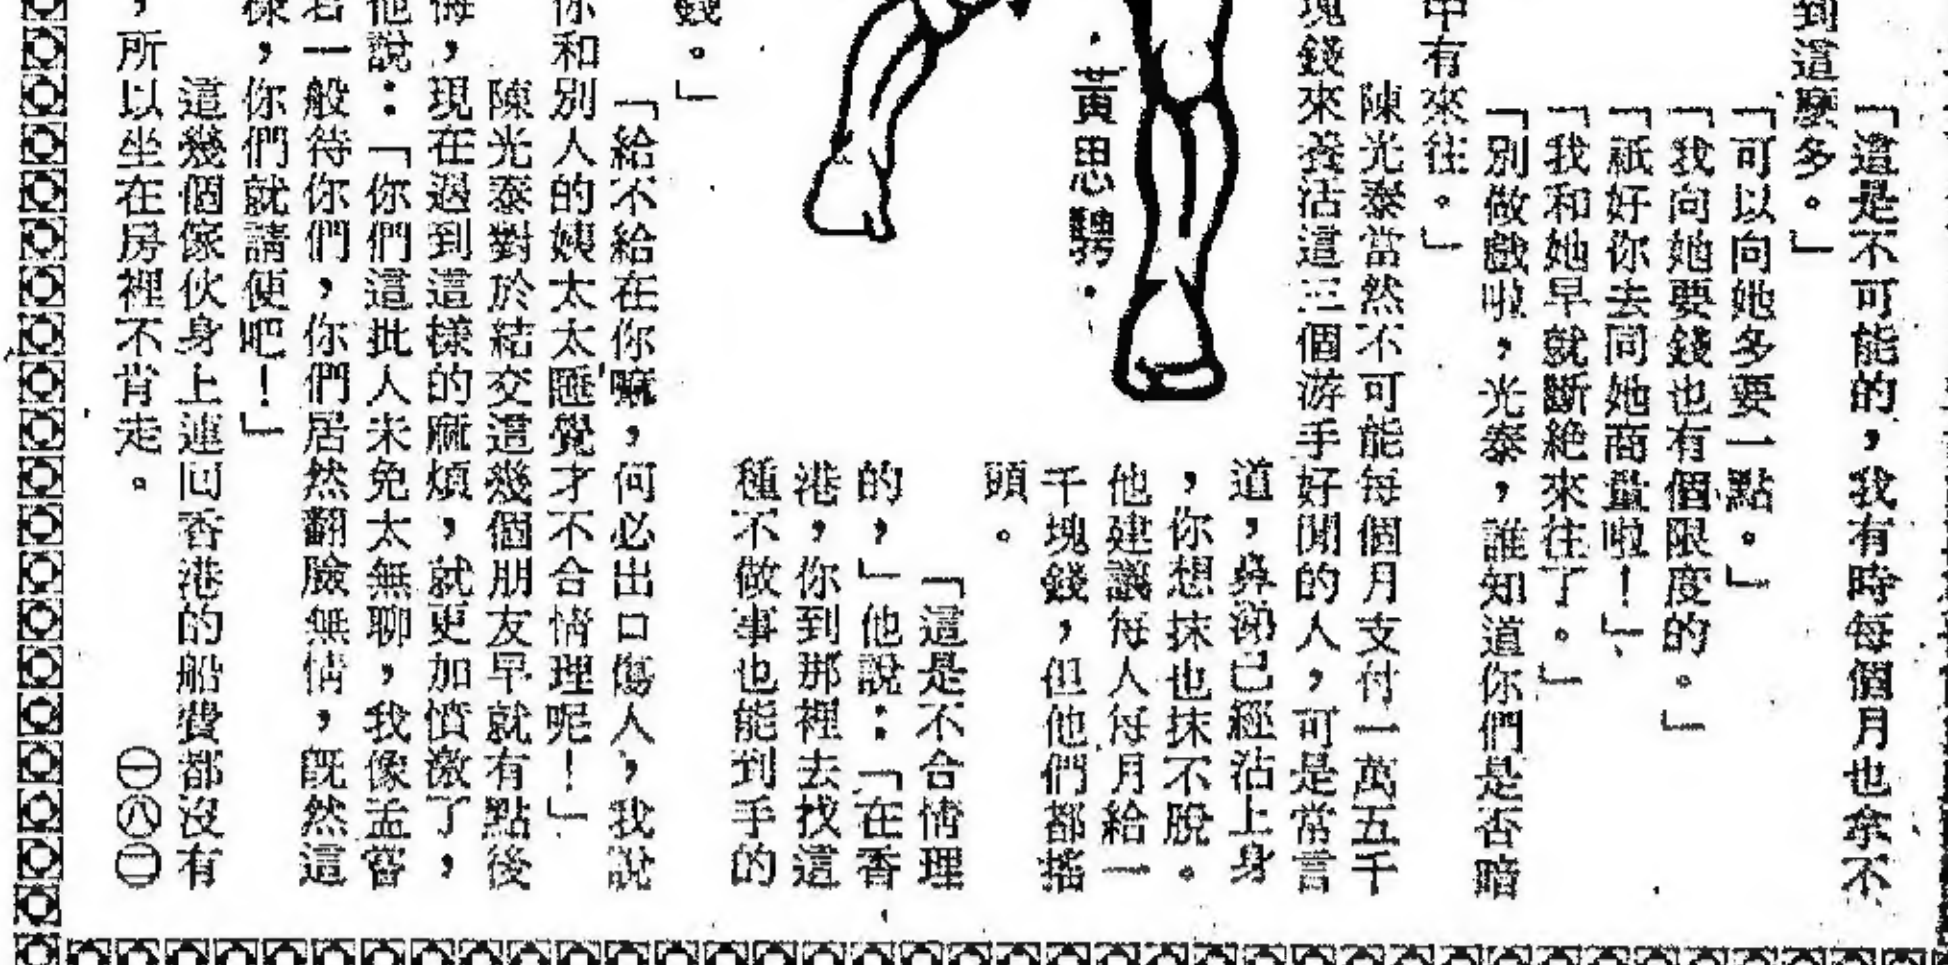 「這是不可能的，我有時每個月也拿不
到這麼多。」
「可以向她多要一點。」
「我向她要錢也有個限度的。」
「祇好你去同她商量啦！」
「我和她早就斷絕來往了。」
「別做戲啦，光泰，誰知道你們是否暗
中有來往。」
陳光泰當然不可能每個月支付一萬五千
塊錢來養活這三個游手好閒的人，可是常言
道，鼻涕已經沾上身
，你想抹也抹不脫。
他建議每人每月給一
千塊錢，但他們都搖
頭。
「這是不合情理
的，」他說：「在香
港，你到那裡去找這
種不做事也能到手的
錢。」
「給不給在你嘛，何必出口傷人，我說
你和別人的姨太太睡覺才不合情理呢！」
陳光泰對於結交這幾個朋友早就有點後
悔，現在遇到這樣的麻煩，就更加憤激了，
他說：「你們這批人未免太無聊，我像孟嘗
君一般待你們，你們居然翻臉無情，既然這
樣，你們就請便吧！」
這幾個傢伙身上連回香港的船費都沒有
，所以坐在房裡不肯走。
㊀㊇㊁
·黃思騁·